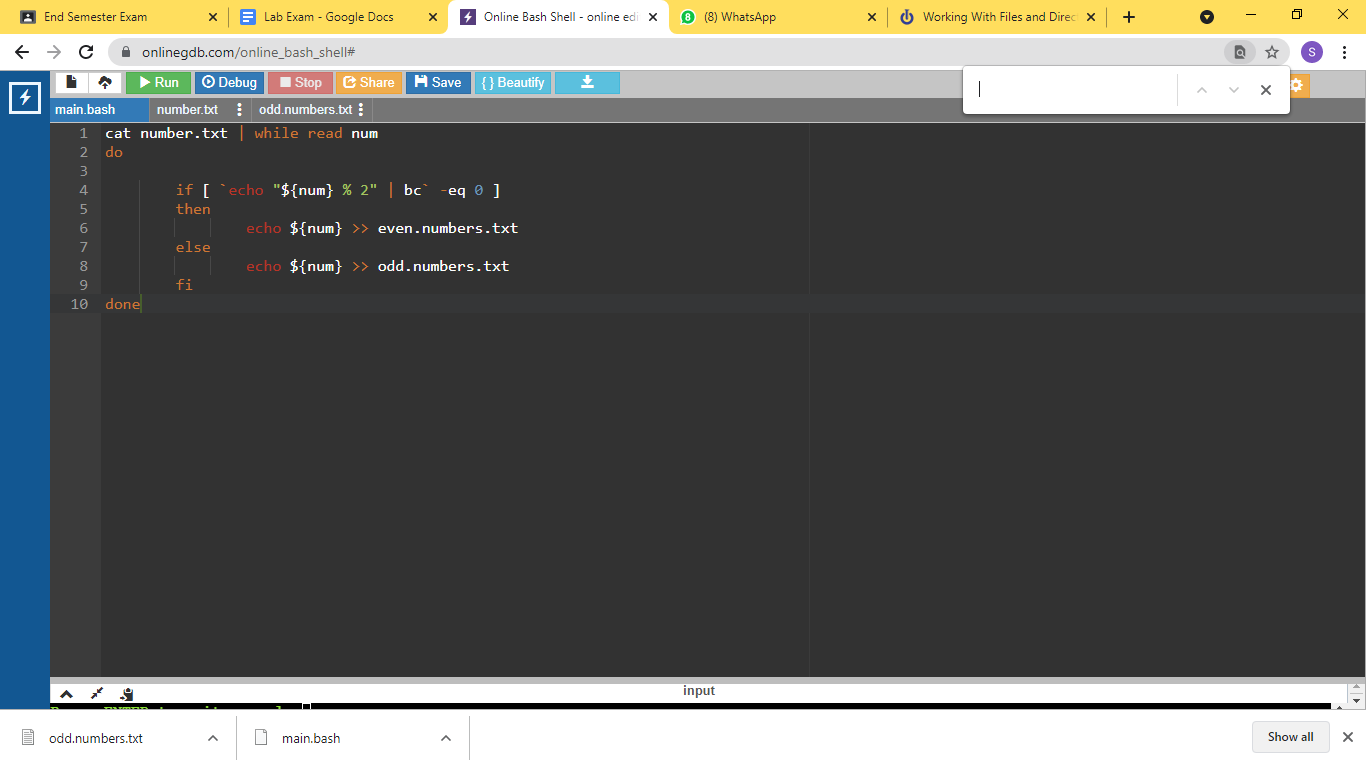 End Semester Exam
Lab Exam - Google Docs
Online Bash Shell - online edi
8
(8) WhatsApp
Working With Files and Direc
onlinegdb.com/online_bash_shell#
S
Run
Debug
Stop
Share
Save
{ } Beautify
main.bash
number.txt
odd.numbers.txt
1 cat number.txt | while read num
2 do
3
4 if [ `echo "${num} % 2" | bc` -eq 0 ]
5 then
6 echo ${num} >> even.numbers.txt
7 else
8 echo ${num} >> odd.numbers.txt
9 fi
10 done
input
odd.numbers.txt
main.bash
Show all